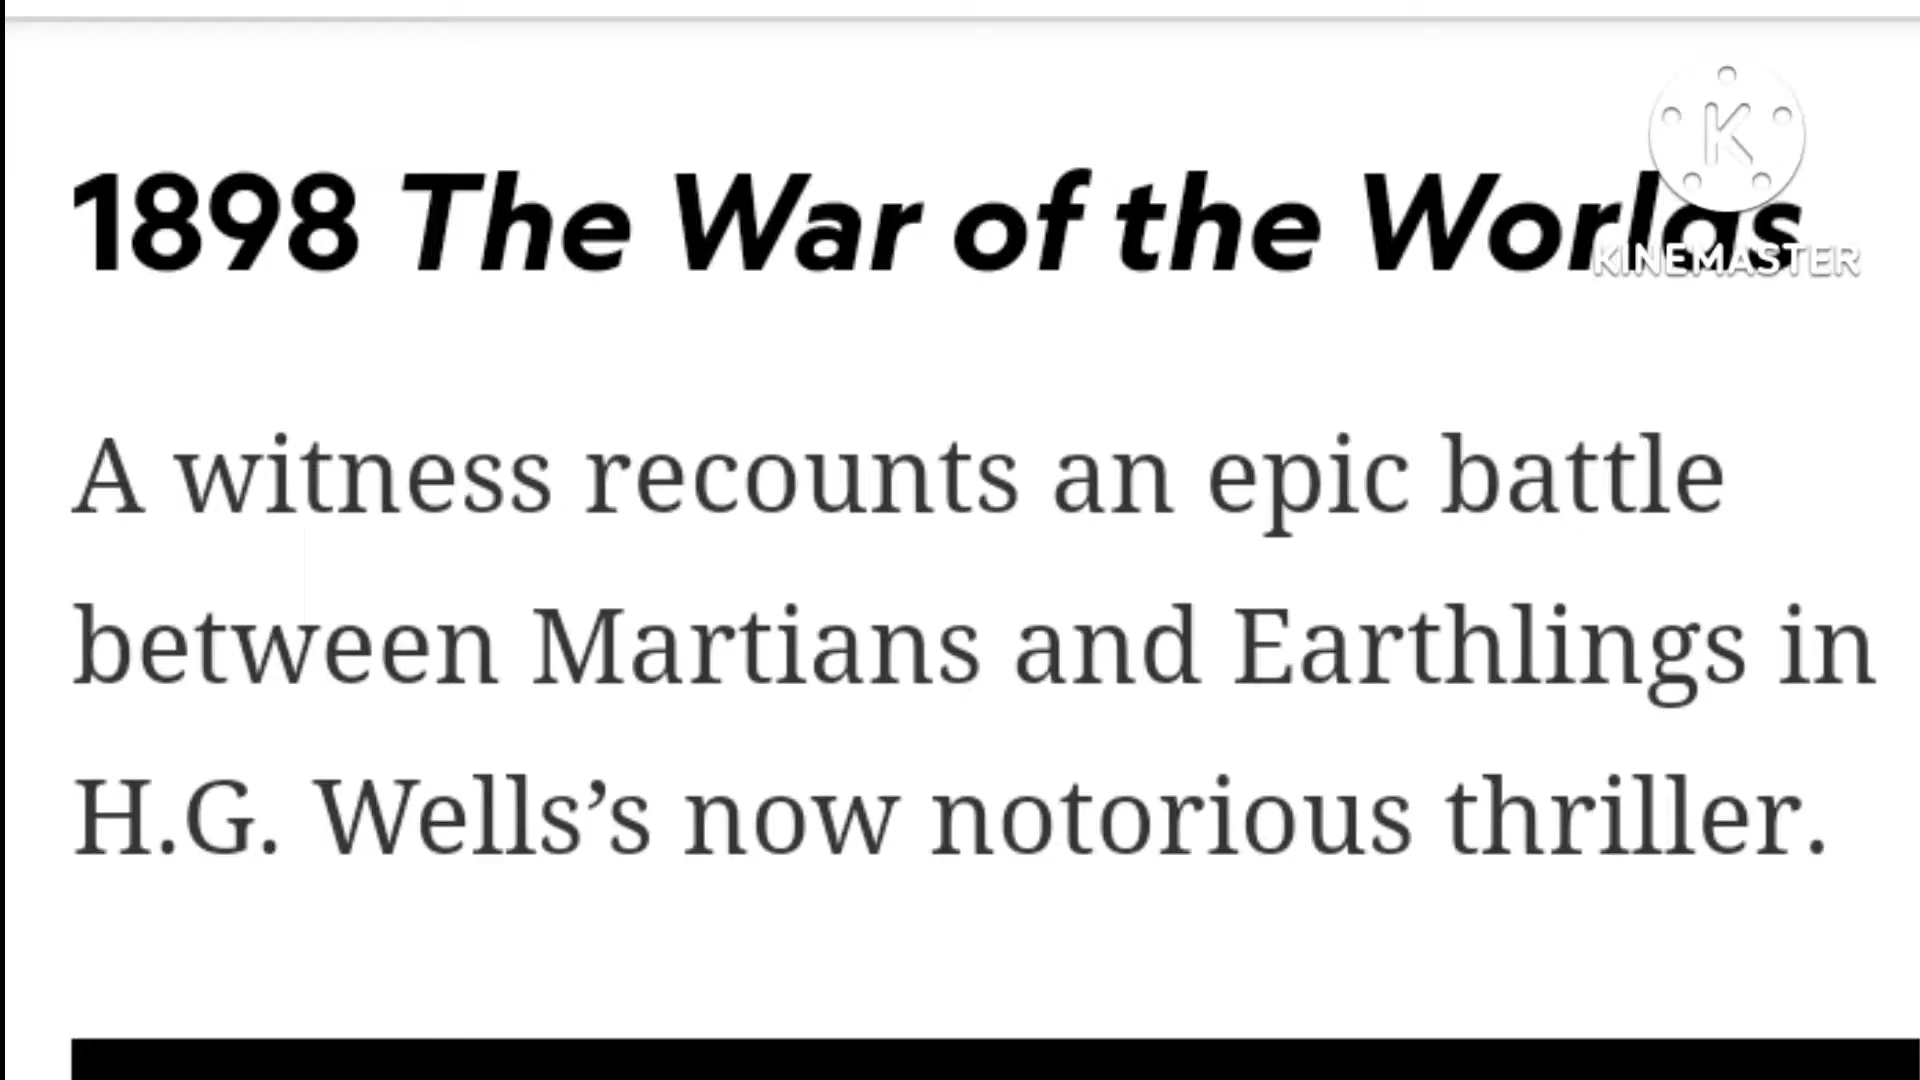 1898 The War of the Worlds
K
KINEMASTER
A witness recounts an epic battle
between Martians and Earthlings in
H.G. Wells’s now notorious thriller.